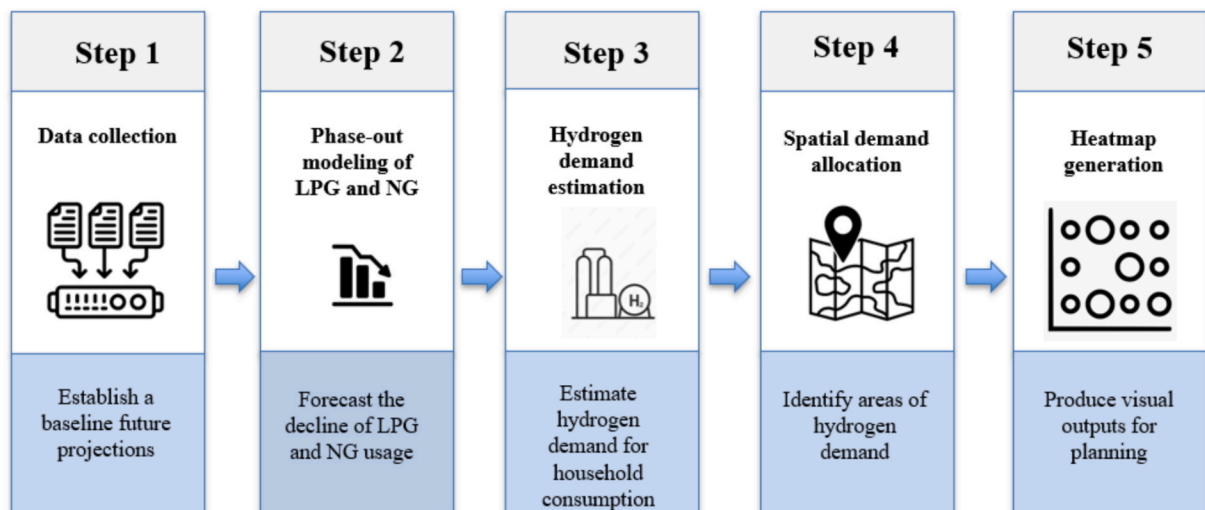 Step 1
Data collection
Establish a
baseline future
projections
Step 2
Phase-out
modeling of
LPG and NG
Forecast the
decline of LPG
and NG usage
Step 3
Hydrogen
demand
estimation
H₂
Estimate
hydrogen
demand for
household
consumption
Step 4
Spatial demand
allocation
Identify areas of
hydrogen
demand
Step 5
Heatmap
generation
Produce visual
outputs for
planning